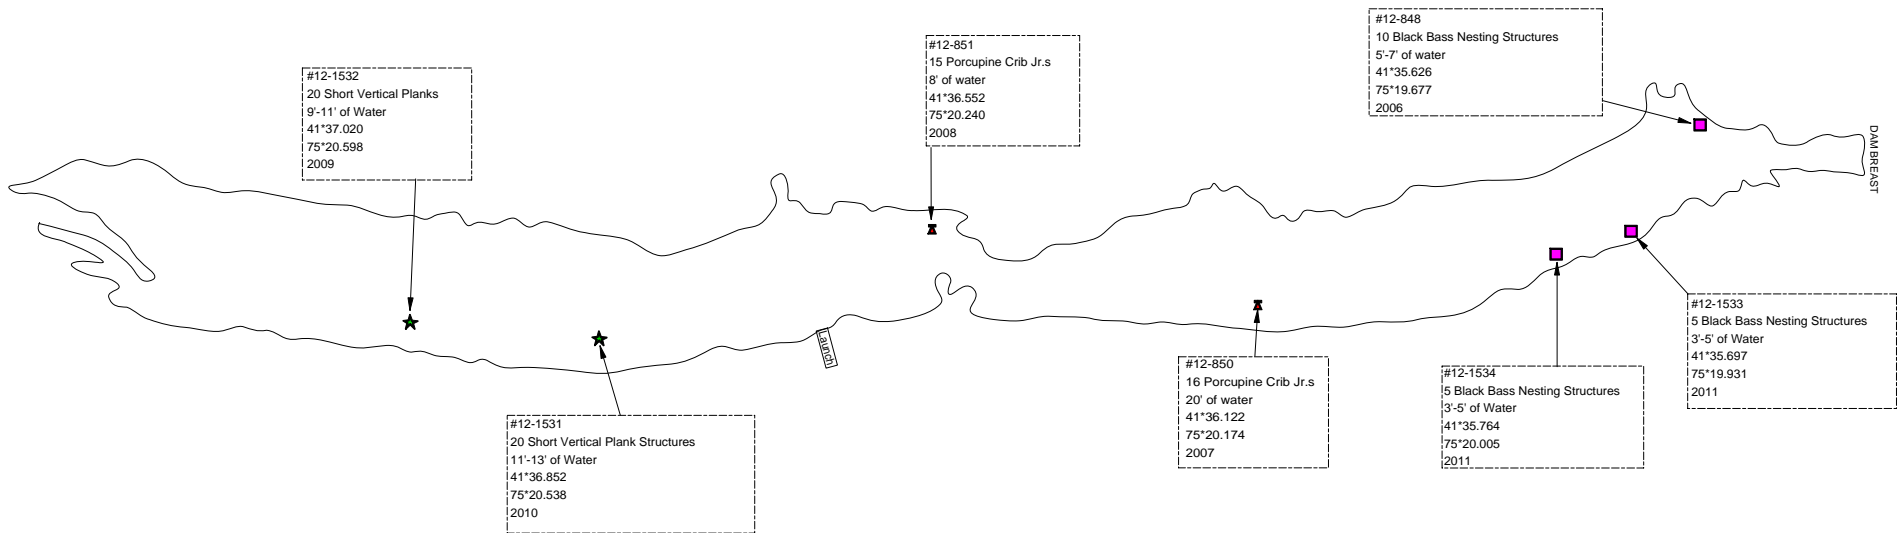 #12-848
10 Black Bass Nesting Structures
5'-7' of water
41*35.626
75*19.677
2006
#12-851
15 Porcupine Crib Jr.s
8' of water
41*36.552
75*20.240
2008
#12-1532
20 Short Vertical Planks
9'-11' of Water
41*37.020
75*20.598
2009
DAM BREAST
Launch
#12-1533
5 Black Bass Nesting Structures
3'-5' of Water
41*35.697
75*19.931
2011
#12-850
16 Porcupine Crib Jr.s
20' of water
41*36.122
75*20.174
2007
#12-1534
5 Black Bass Nesting Structures
3'-5' of Water
41*35.764
75*20.005
2011
#12-1531
20 Short Vertical Plank Structures
11'-13' of Water
41*36.852
75*20.538
2010